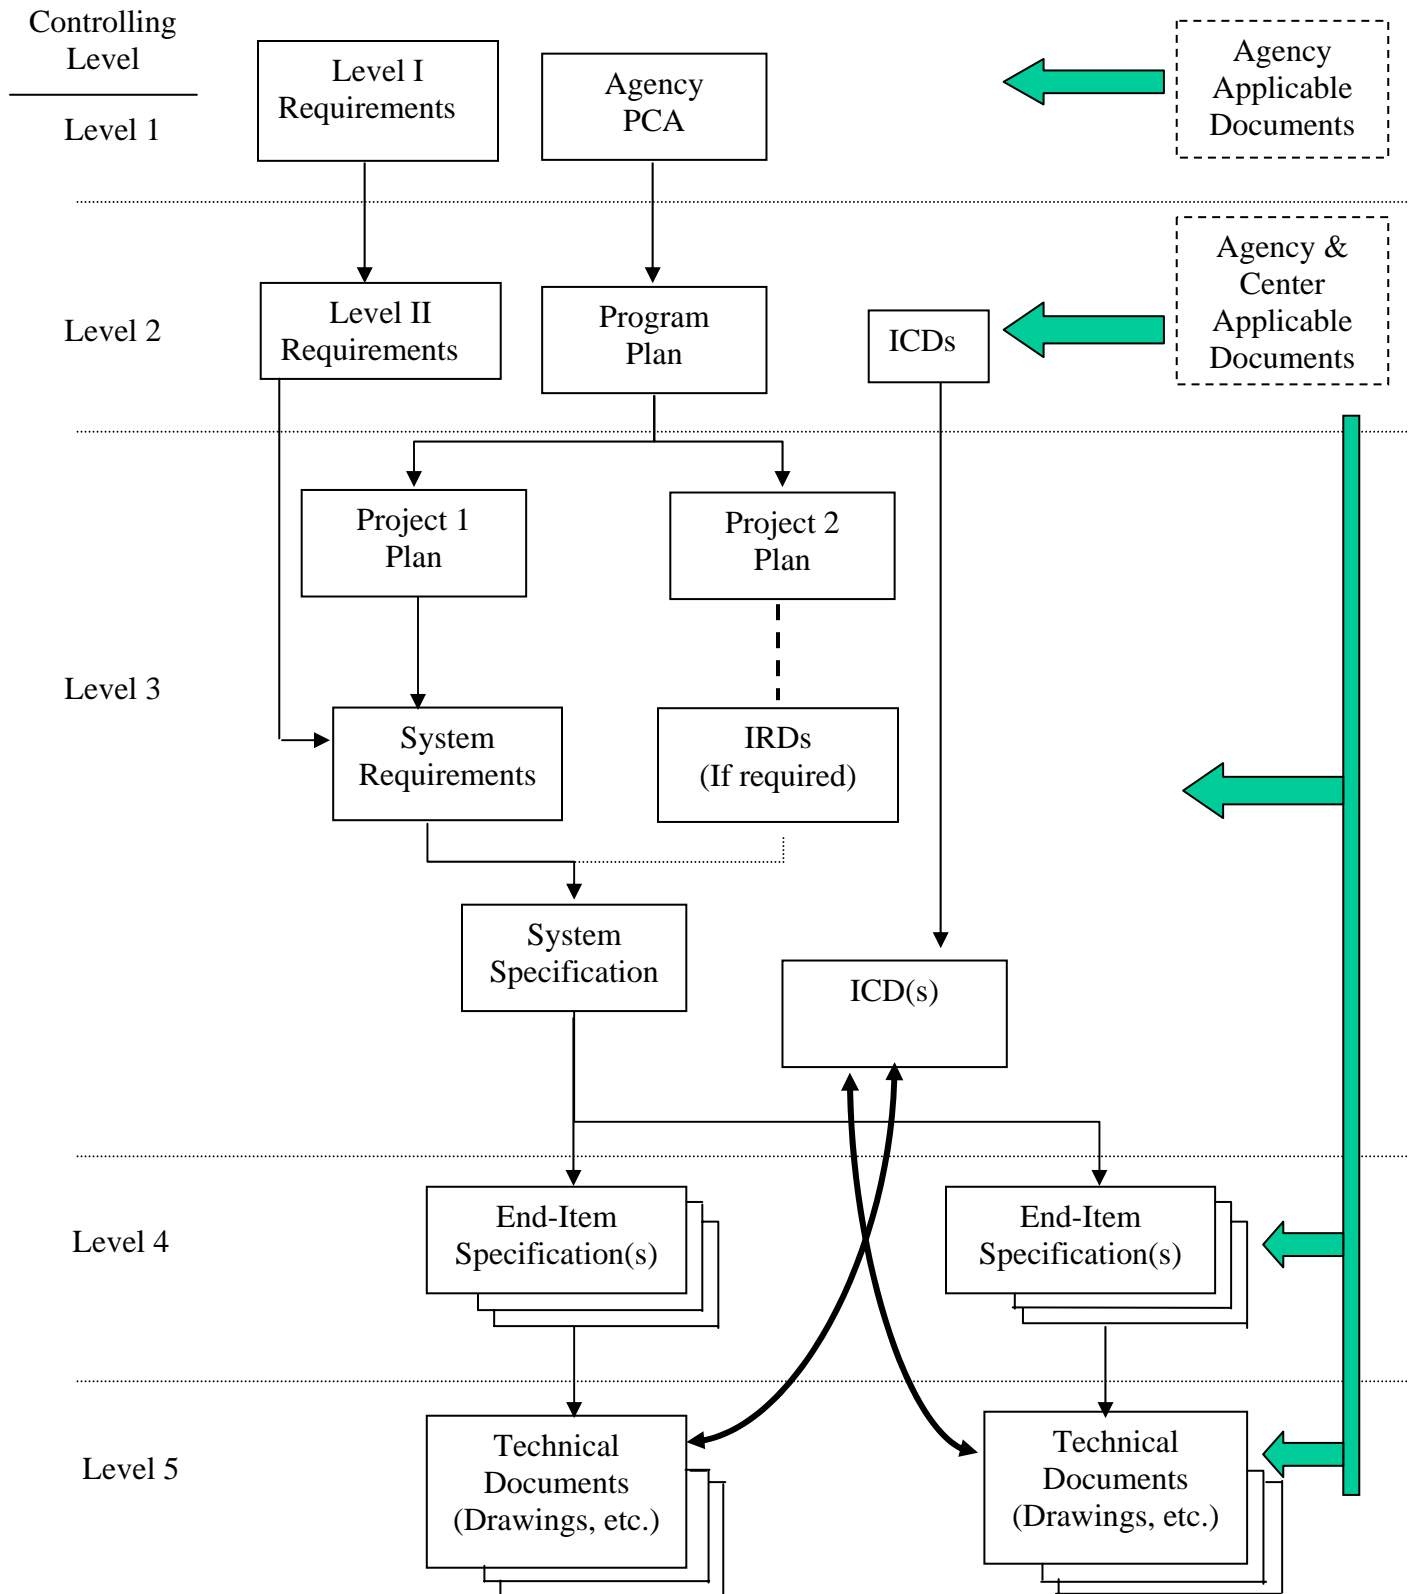 Controlling
Level
Level 1
Level I
Requirements
Agency
PCA
Agency
Applicable
Documents
Level 2
Level II
Requirements
Program
Plan
ICDs
Agency &
Center
Applicable
Documents
Level 3
Project 1
Plan
Project 2
Plan
System
Requirements
IRDs
(If required)
System
Specification
ICD(s)
Level 4
End-Item
Specification(s)
End-Item
Specification(s)
Level 5
Technical
Documents
(Drawings, etc.)
Technical
Documents
(Drawings, etc.)